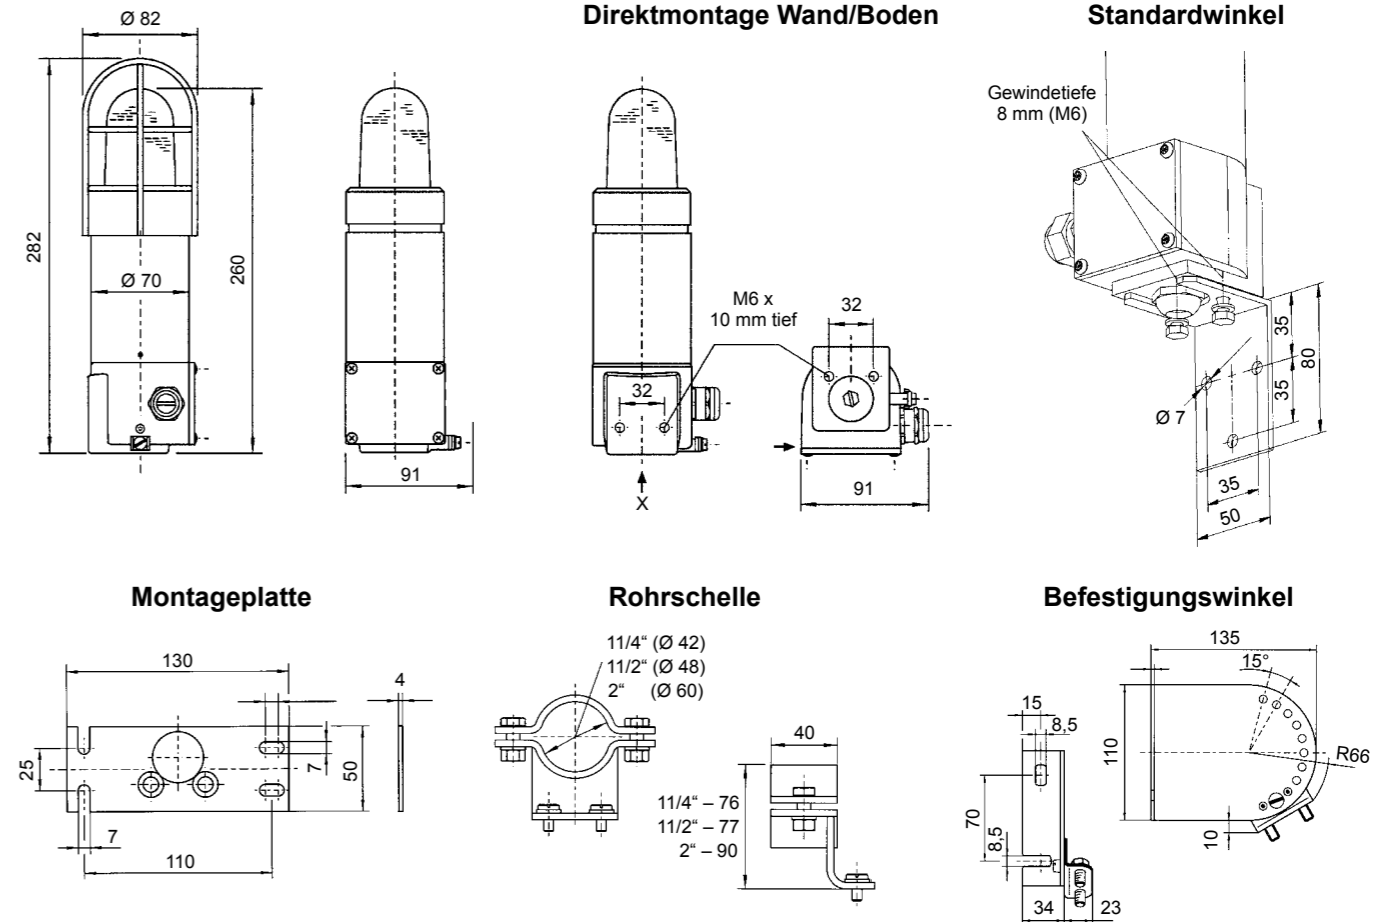 Direktmontage Wand/Boden
Standardwinkel
Ø 82
282
Ø 70
260
91
M6 x
10 mm tief
32
32
X
91
Gewindetiefe
8 mm (M6)
35
80
35
Ø 7
35
50
Montageplatte
Rohrschelle
Befestigungswinkel
130
4
25
7
50
7
110
11/4“ (Ø 42)
11/2“ (Ø 48)
2“ (Ø 60)
40
11/4“ – 76
11/2“ – 77
2“ – 90
15
8,5
70
8,5
34
23
135
15°
110
R66
10